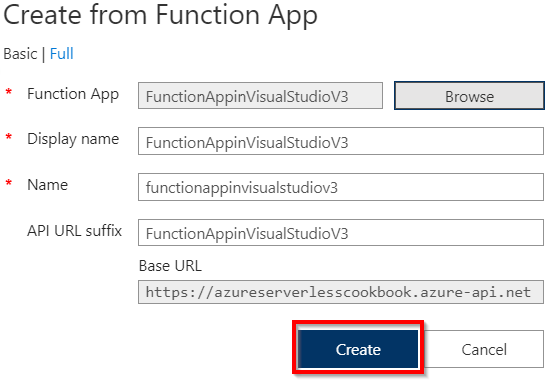 Create from Function App
Basic | Full
* Function App FunctionAppinVisualStudioV3 Browse
* Display name FunctionAppinVisualStudioV3
* Name functionappinvisualstudiov3
API URL suffix FunctionAppinVisualStudioV3
Base URL
https://azureserverlesscookbook.azure-api.net
Create Cancel